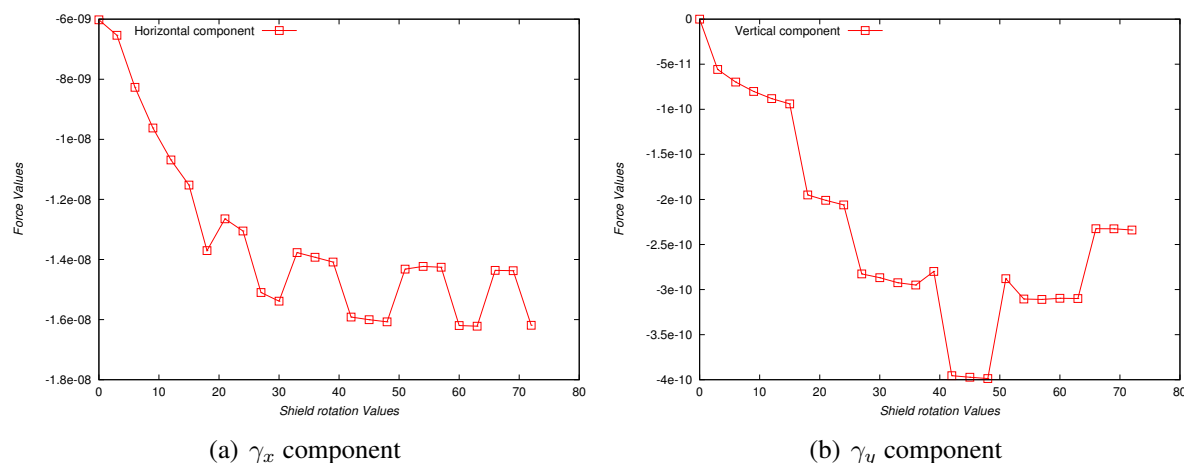 Horizontal component
-6e-09
-8e-09
-1e-08
-1.2e-08
-1.4e-08
-1.6e-08
-1.8e-08
Force Values
0 10 20 30 40 50 60 70 80
Shield rotation Values
(a) γx component
Vertical component
0
-5e-11
-1e-10
-1.5e-10
-2e-10
-2.5e-10
-3e-10
-3.5e-10
-4e-10
Force Values
0 10 20 30 40 50 60 70 80
Shield rotation Values
(b) γy component